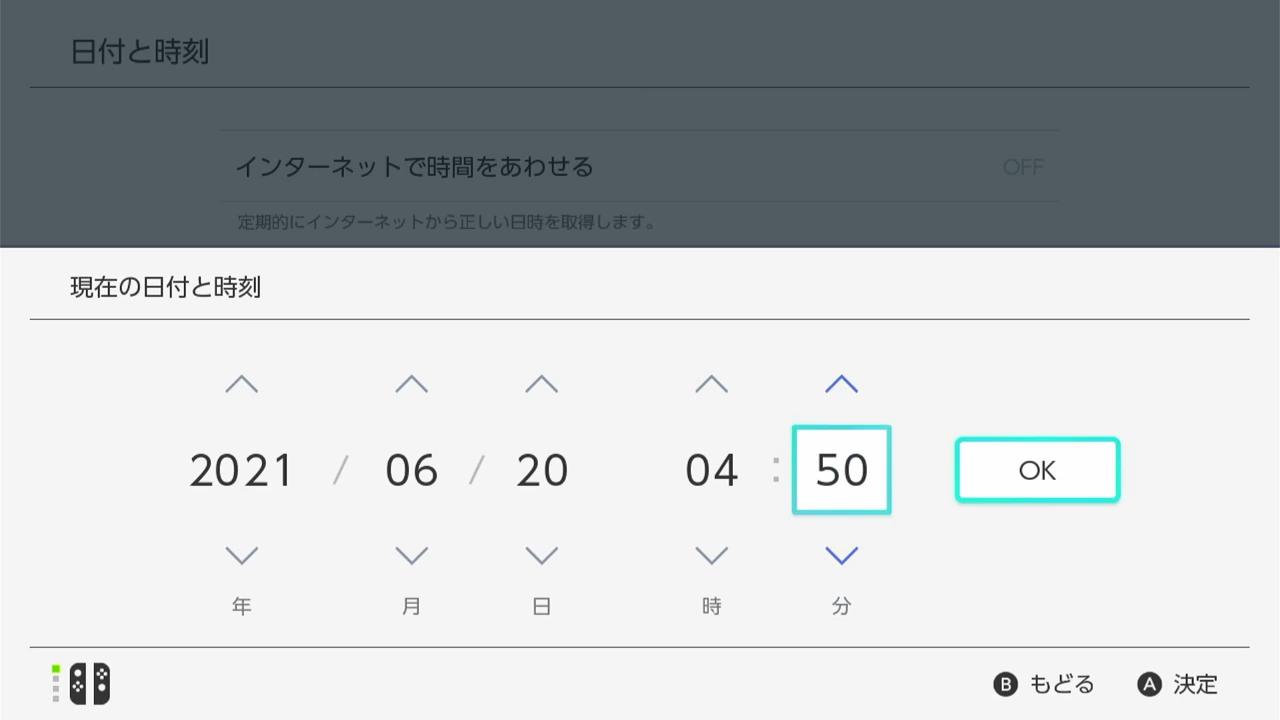 日付と時刻
インターネットで時間をあわせる OFF
定期的にインターネットから正しい日時を取得します。
現在の日付と時刻
2021 / 06 / 20 04 : 50 OK
年 月 日 時 分
B もどる A 決定